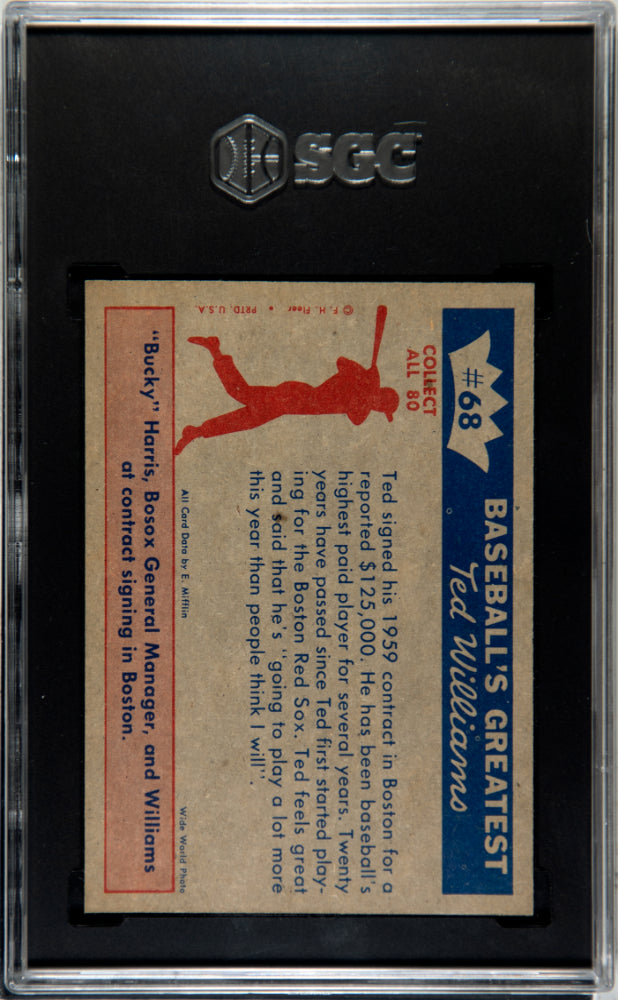 SGC
#68
BASEBALL'S GREATEST
Ted Williams
COLLECT
ALL 80
Ted signed his 1959 contract in Boston for a
reported $125,000. He has been baseball's
highest paid player for several years. Twenty
years have passed since Ted first started play-
ing for the Boston Red Sox. Ted feels great
and said that he's "going to play a lot more
this year than people think I will".
© F. H. Fleer • PRTD. U.S.A.
All Card Data by E. Mifflin
Wide World Photo
"Bucky" Harris, Bosox General Manager, and Williams
at contract signing in Boston.